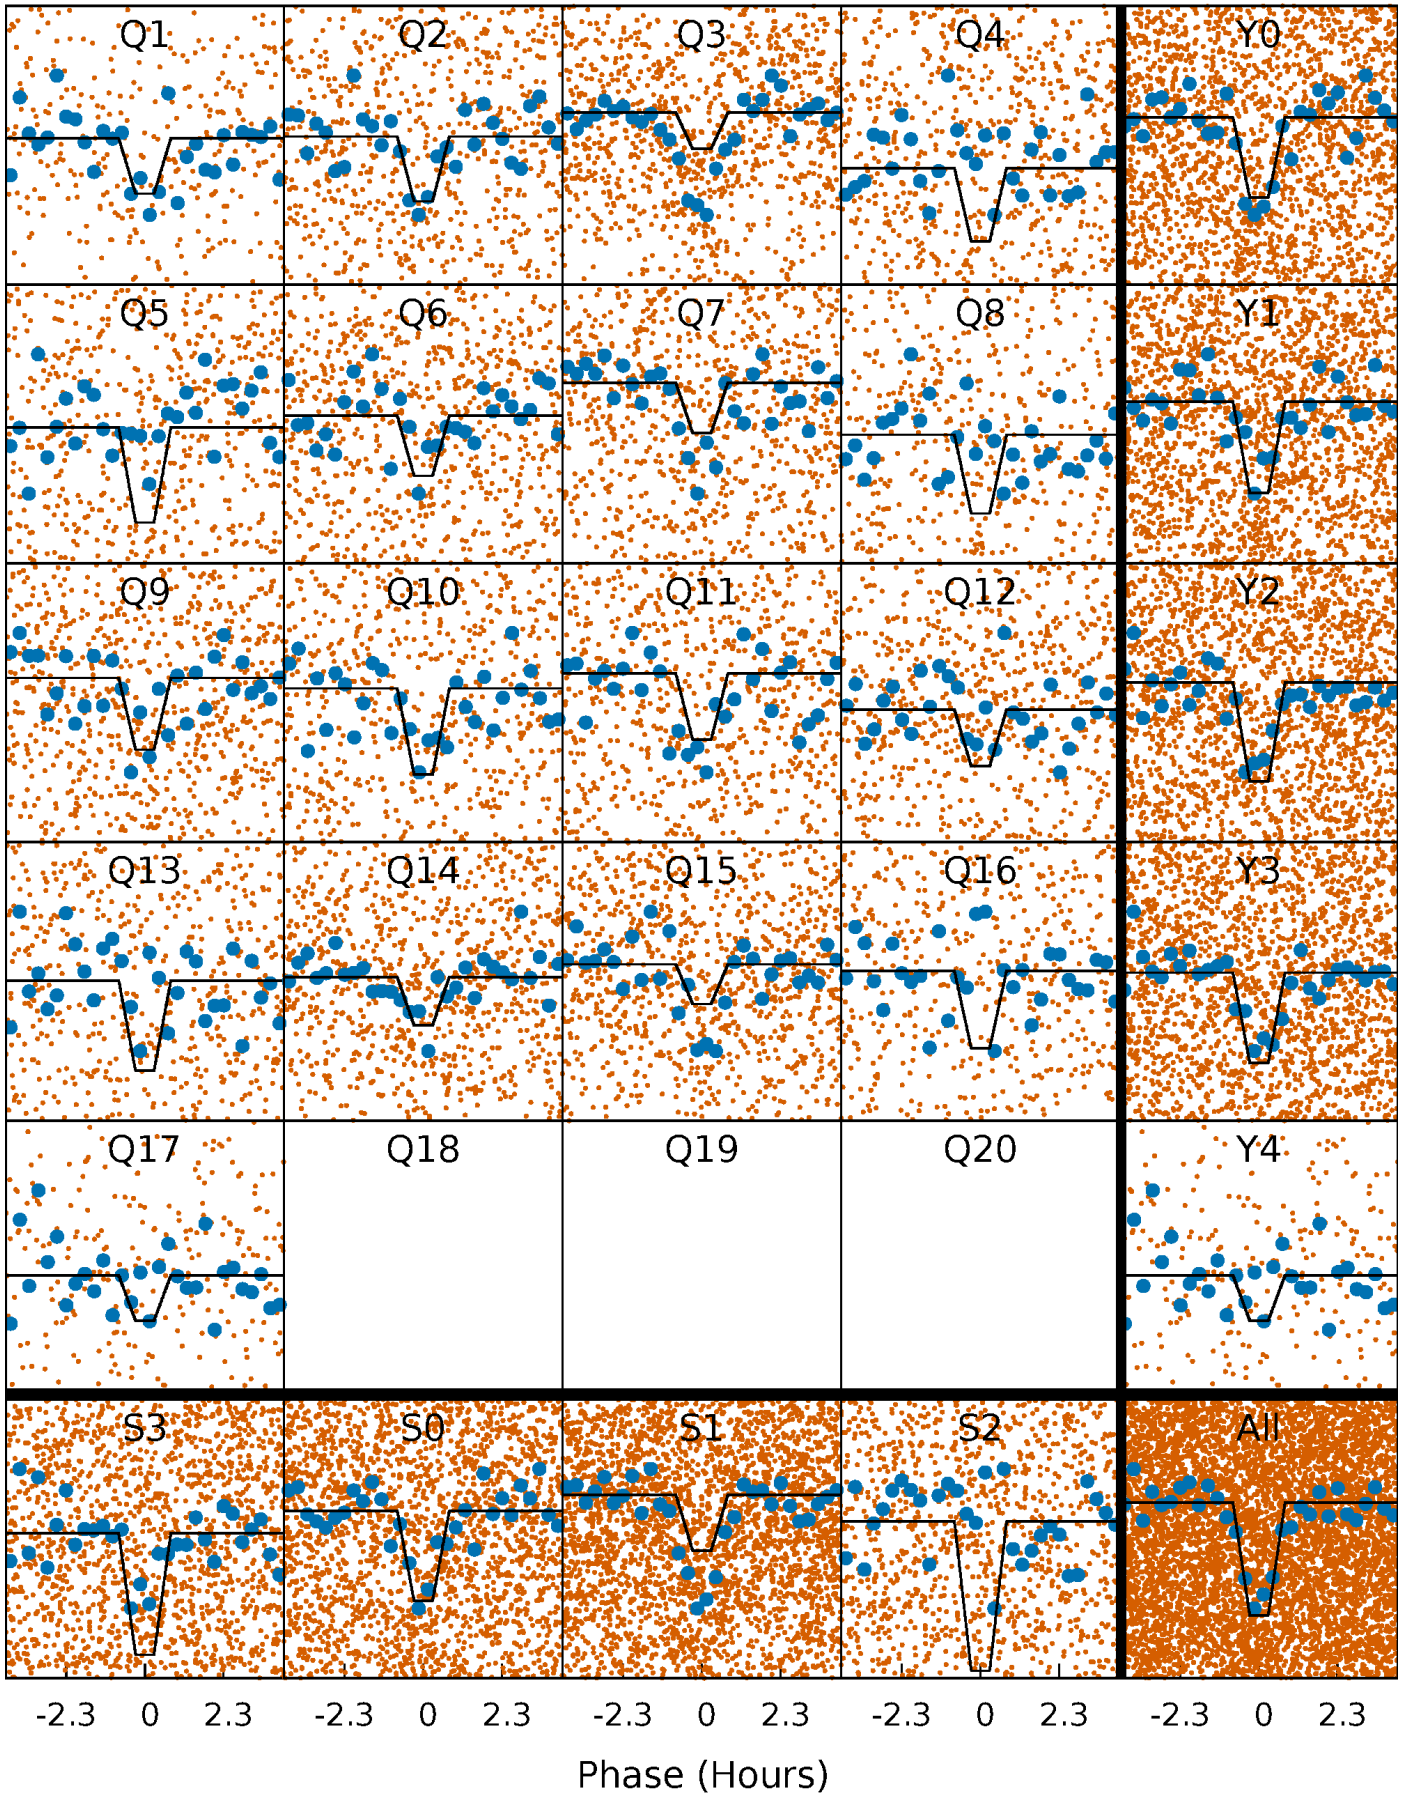 Q1 Q2 Q3 Q4 Y0
Q5 Q6 Q7 Q8 Y1
Q9 Q10 Q11 Q12 Y2
Q13 Q14 Q15 Q16 Y3
Q17 Q18 Q19 Q20 Y4
S3 S0 S1 S2 All
-2.3 0 2.3 -2.3 0 2.3 -2.3 0 2.3 -2.3 0 2.3 -2.3 0 2.3
Phase (Hours)